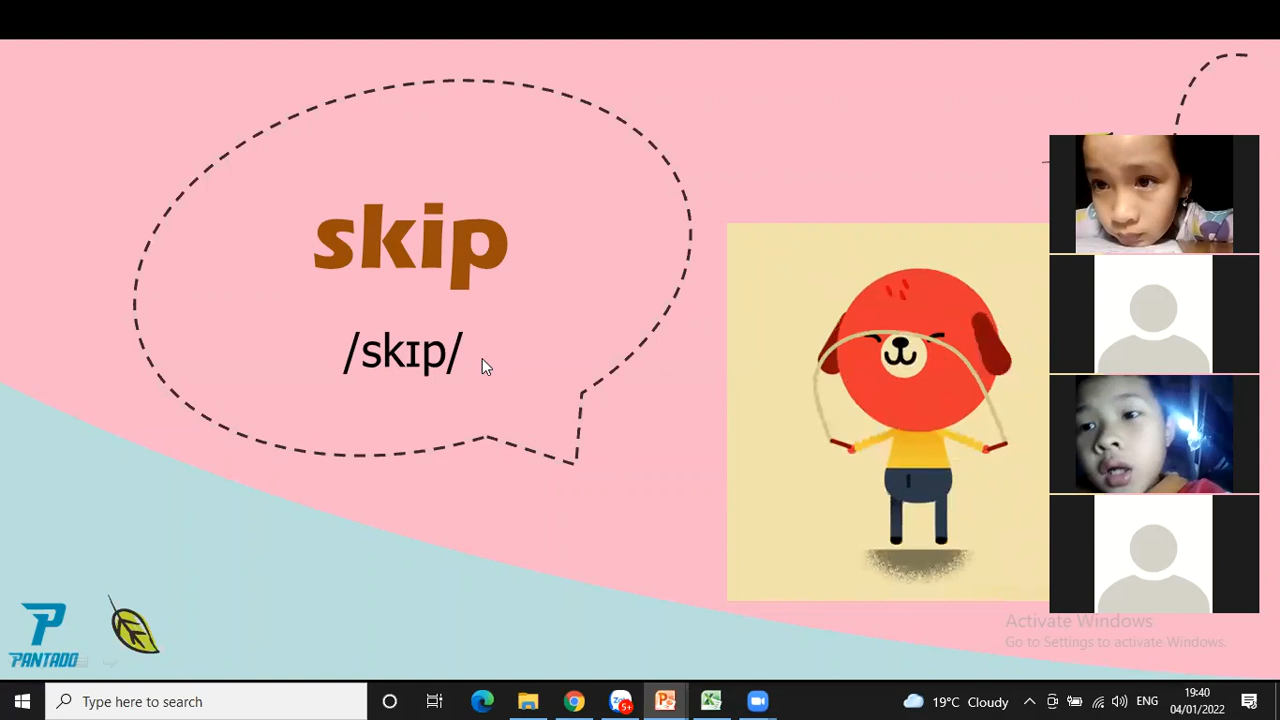 skip
/skɪp/
PANTADO
Activate Windows
Go to Settings to activate Windows.
Type here to search
5+
19°C Cloudy
ENG
19:40
04/01/2022